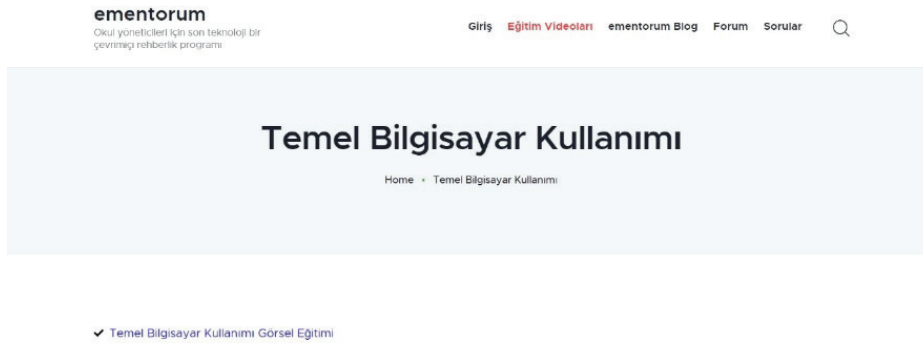 ementorum
Okul yöneticileri için son teknoloji bir
çevrimiçi rehberlik programı
Giriş Eğitim Videoları ementorum Blog Forum Sorular
Temel Bilgisayar Kullanımı
Home • Temel Bilgisayar Kullanımı
✔ Temel Bilgisayar Kullanımı Görsel Eğitimi